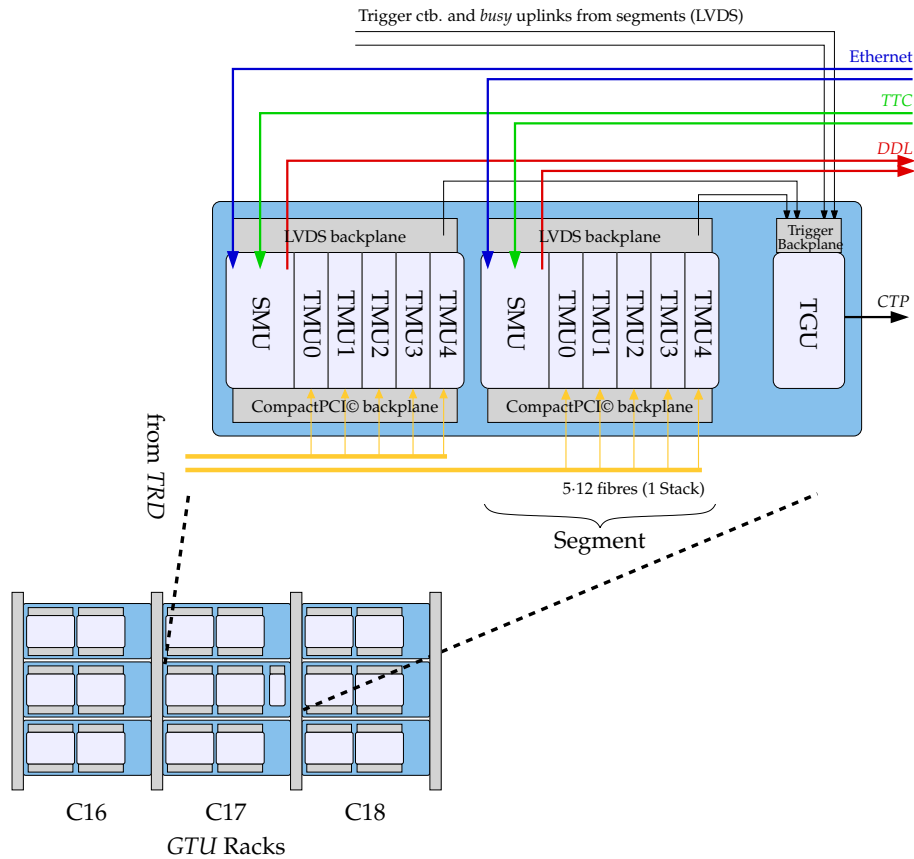 Trigger ctb. and busy uplinks from segments (LVDS)
Ethernet
TTC
DDL
LVDS backplane
LVDS backplane
Trigger
Backplane
SMU
TMU0
TMU1
TMU2
TMU3
TMU4
SMU
TMU0
TMU1
TMU2
TMU3
TMU4
TGU
CTP
CompactPCI© backplane
CompactPCI© backplane
from TRD
5·12 fibres (1 Stack)
Segment
C16
C17
C18
GTU Racks